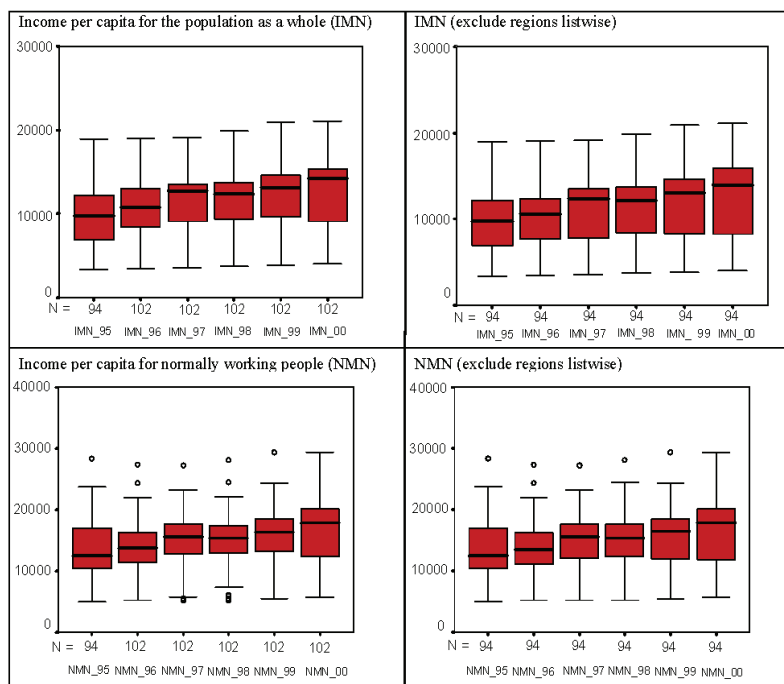 Income per capita for the population as a whole (IMN)
30000
20000
10000
0
N = 94 102 102 102 102 102
IMN_95 IMN_96 IMN_97 IMN_98 IMN_99 IMN_00
IMN (exclude regions listwise)
30000
20000
10000
0
N = 94 94 94 94 94 94
IMN_95 IMN_96 IMN_97 IMN_98 IMN_ 99 IMN_00
Income per capita for normally working people (NMN)
40000
30000
20000
10000
0
N = 94 102 102 102 102 102
NMN_95 NMN_96 NMN_97 NMN_98 NMN_99 NMN_00
NMN (exclude regions listwise)
40000
30000
20000
10000
0
N = 94 94 94 94 94 94
NMN_95 NMN_96 NMN_97 NMN_98 NMN_99 NMN_00